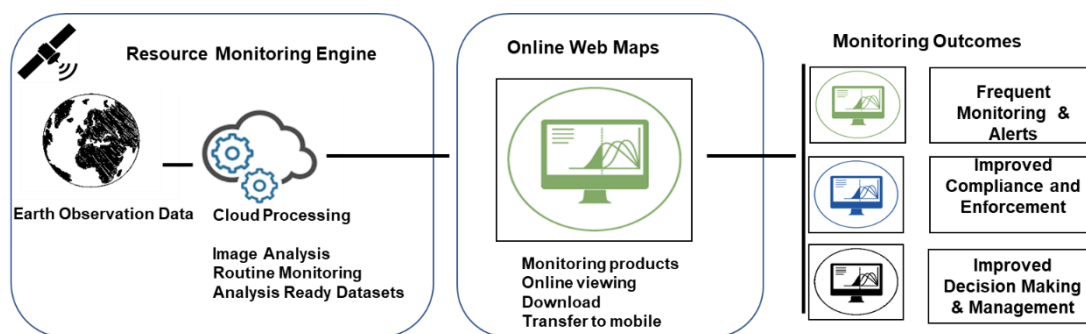 Resource Monitoring Engine
Earth Observation Data
Cloud Processing
Image Analysis
Routine Monitoring
Analysis Ready Datasets
Online Web Maps
Monitoring products
Online viewing
Download
Transfer to mobile
Monitoring Outcomes
Frequent
Monitoring &
Alerts
Improved
Compliance and
Enforcement
Improved
Decision Making
& Management